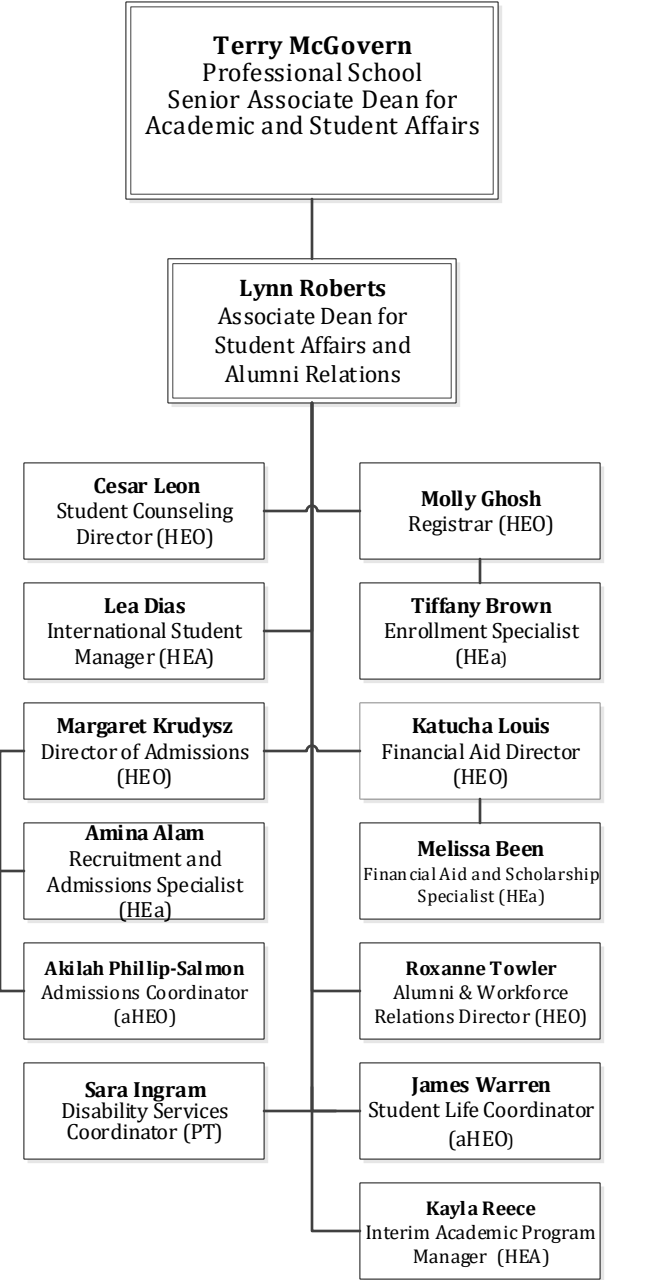 Terry McGovern
Professional School
Senior Associate Dean for
Academic and Student Affairs
Lynn Roberts
Associate Dean for
Student Affairs and
Alumni Relations
Cesar Leon
Student Counseling
Director (HEO)
Molly Ghosh
Registrar (HEO)
Lea Dias
International Student
Manager (HEA)
Tiffany Brown
Enrollment Specialist
(HEa)
Margaret Krudysz
Director of Admissions
(HEO)
Katucha Louis
Financial Aid Director
(HEO)
Amina Alam
Recruitment and
Admissions Specialist
(HEa)
Melissa Been
Financial Aid and Scholarship
Specialist (HEa)
Akilah Phillip-Salmon
Admissions Coordinator
(aHEO)
Roxanne Towler
Alumni & Workforce
Relations Director (HEO)
Sara Ingram
Disability Services
Coordinator (PT)
James Warren
Student Life Coordinator
(aHEO)
Kayla Reece
Interim Academic Program
Manager (HEA)